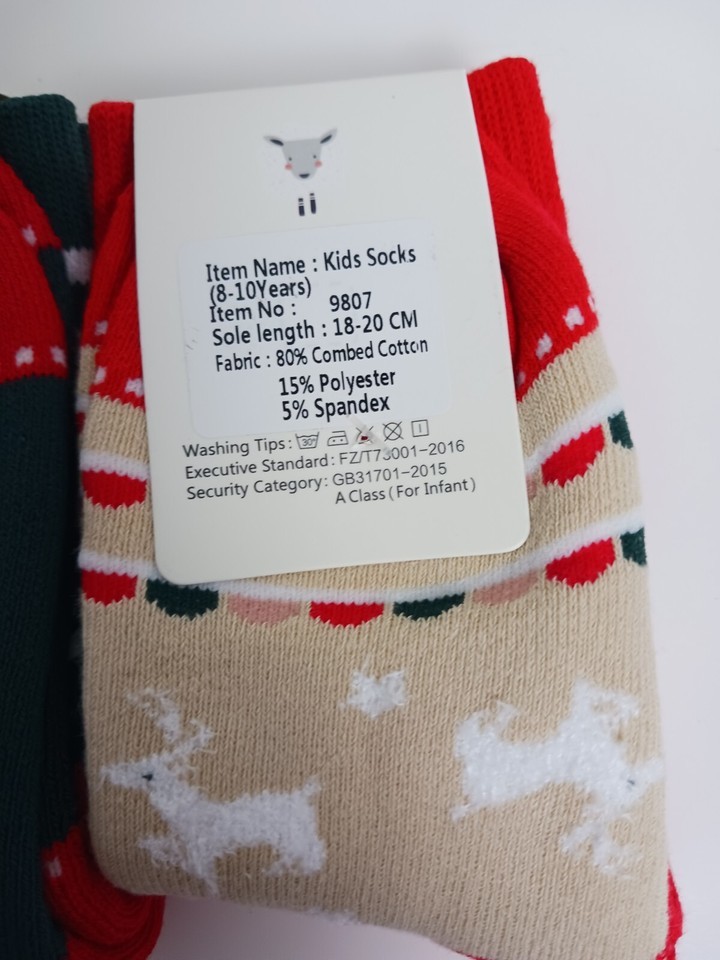 Item Name : Kids Socks
(8-10Years)
Item No : 9807
Sole length : 18-20 CM
Fabric : 80% Combed Cotton
15% Polyester
5% Spandex
Washing Tips: 30°
Executive Standard: FZ/T73001-2016
Security Category: GB31701-2015
A Class ( For Infant )